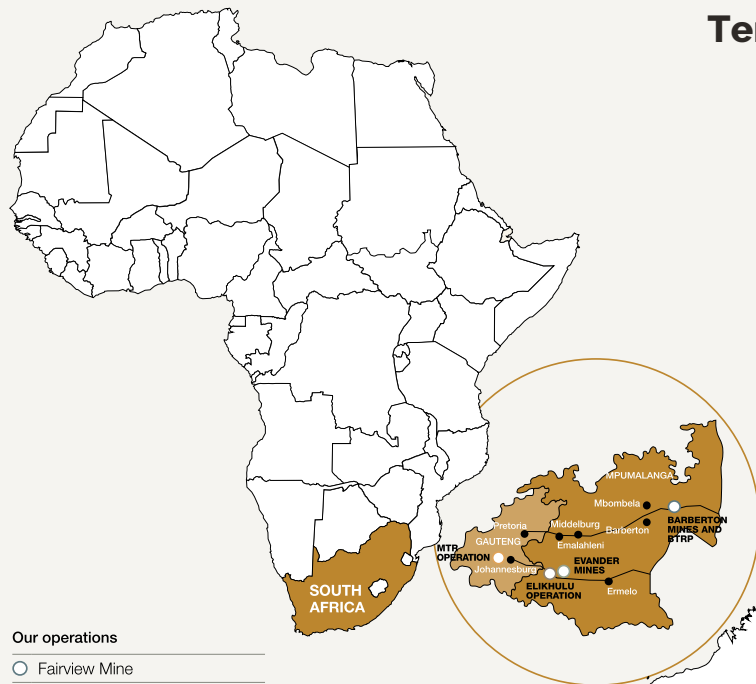 Ter
MPUMALANGA
Mbombela
Pretoria
Middelburg
Barberton
BARBERTON
MINES AND
BTRP
GAUTENG
Emalahleni
MTR
OPERATION
Johannesburg
EVANDER
MINES
ELIKHULU
OPERATION
Ermelo
SOUTH
AFRICA
Our operations
Fairview Mine